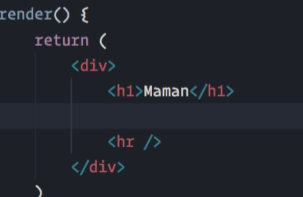 render() {
return (
<div>
<h1>Maman</h1>
<hr />
</div>
)